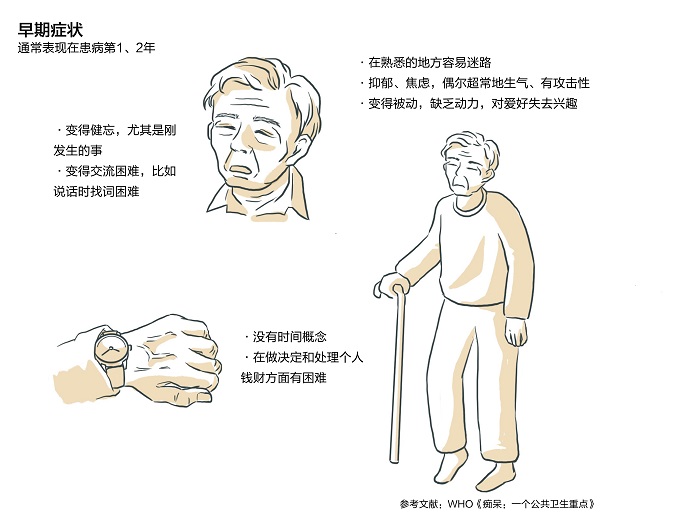 早期症状
通常表现在患病第1、2年
· 在熟悉的地方容易迷路
· 抑郁、焦虑，偶尔超常地生气、有攻击性
· 变得被动，缺乏动力，对爱好失去兴趣
· 变得健忘，尤其是刚
发生的事
· 变得交流困难，比如
说话时找词困难
· 没有时间概念
· 在做决定和处理个人
钱财方面有困难
参考文献：WHO《痴呆：一个公共卫生重点》